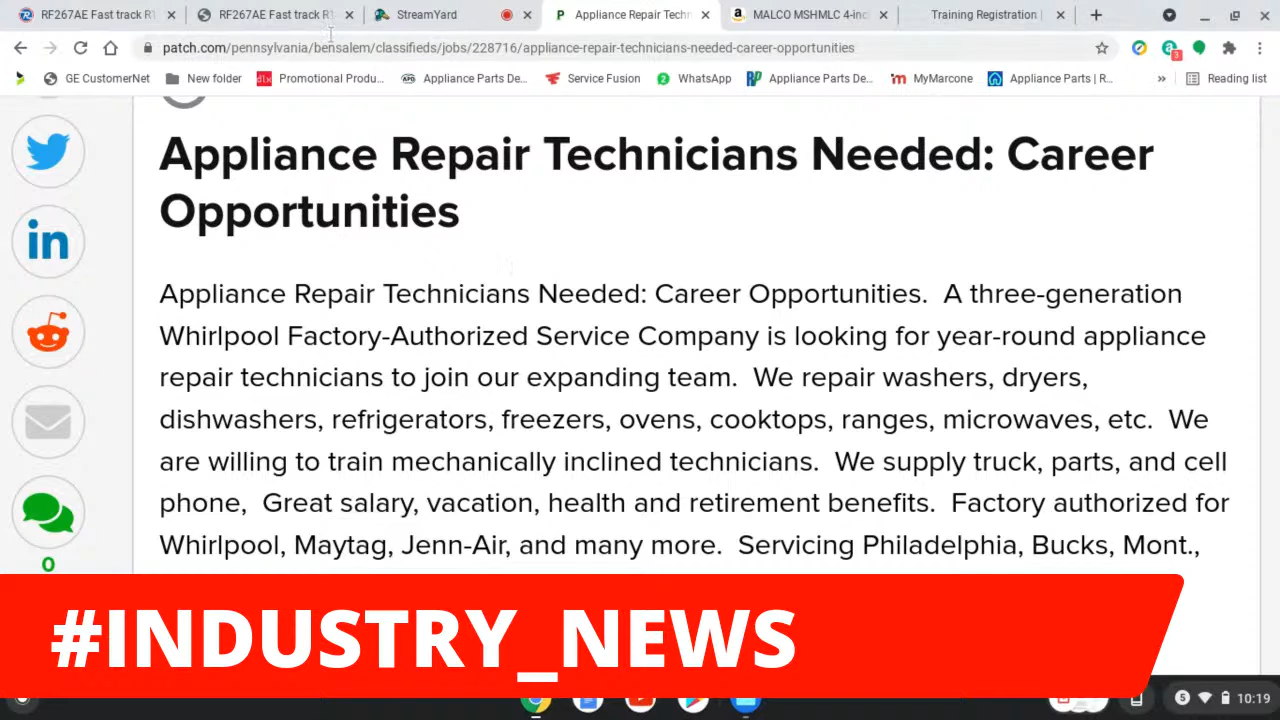 RF267AE Fast track R
RF267AE Fast track R
StreamYard
Appliance Repair Techn
MALCO MSHMLC 4-inc
Training Registration
patch.com/pennsylvania/bensalem/classifieds/jobs/228716/appliance-repair-technicians-needed-career-opportunities
3
GE CustomerNet
New folder
dlx
Promotional Produ...
Appliance Parts De...
Service Fusion
2
WhatsApp
Appliance Parts De...
MyMarcone
Appliance Parts | R...
»
Reading list
Appliance Repair Technicians Needed: Career
Opportunities
in
0
Appliance Repair Technicians Needed: Career Opportunities. A three-generation
Whirlpool Factory-Authorized Service Company is looking for year-round appliance
repair technicians to join our expanding team. We repair washers, dryers,
dishwashers, refrigerators, freezers, ovens, cooktops, ranges, microwaves, etc. We
are willing to train mechanically inclined technicians. We supply truck, parts, and cell
phone, Great salary, vacation, health and retirement benefits. Factory authorized for
Whirlpool, Maytag, Jenn-Air, and many more. Servicing Philadelphia, Bucks, Mont.,
#INDUSTRY_NEWS
5
10:19